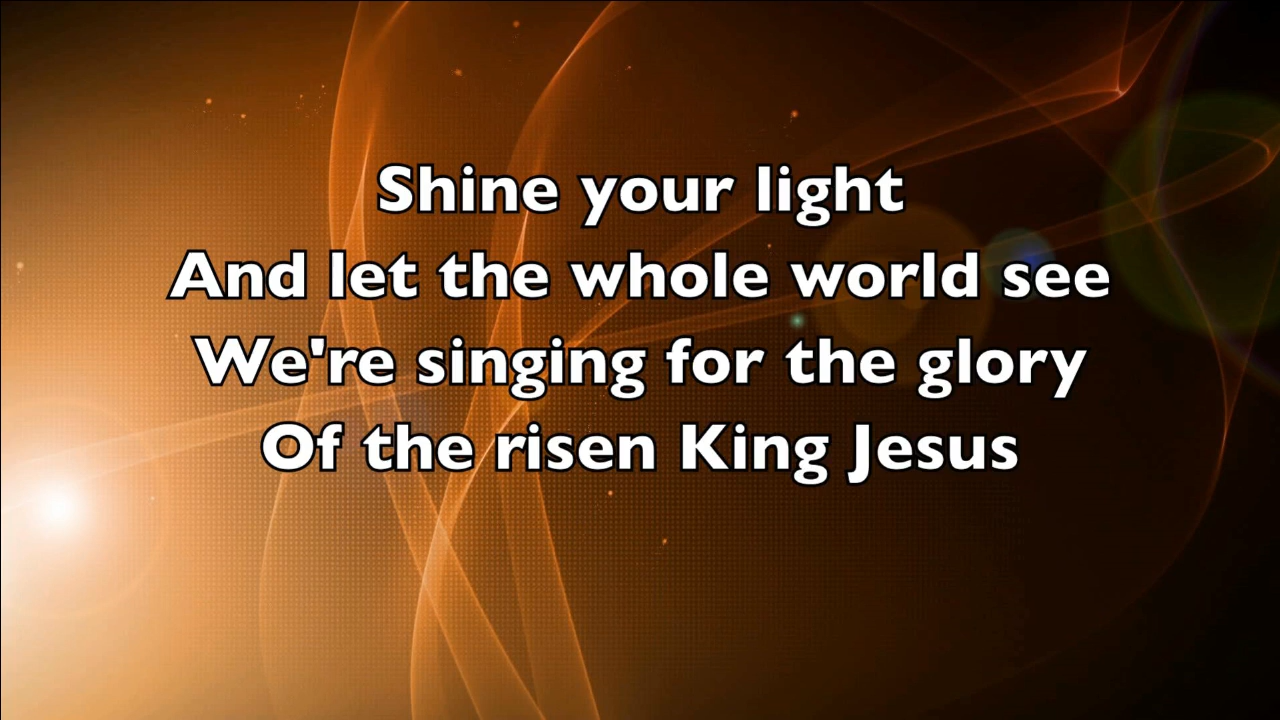 Shine your light
And let the whole world see
We're singing for the glory
Of the risen King Jesus